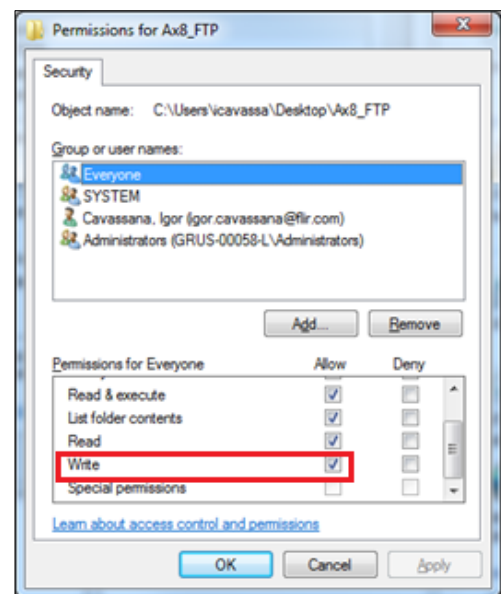 Permissions for Ax8_FTP
Security
Object name: C:\Users\icavassa\Desktop\Ax8_FTP
Group or user names:
Everyone
SYSTEM
Cavassana, Igor (igor.cavassana@flir.com)
Administrators (GRUS-00058-L\Administrators)
Add... Remove
Permissions for Everyone Allow Deny
Read & execute
List folder contents
Read
Write
Special permissions
Learn about access control and permissions
OK Cancel Apply